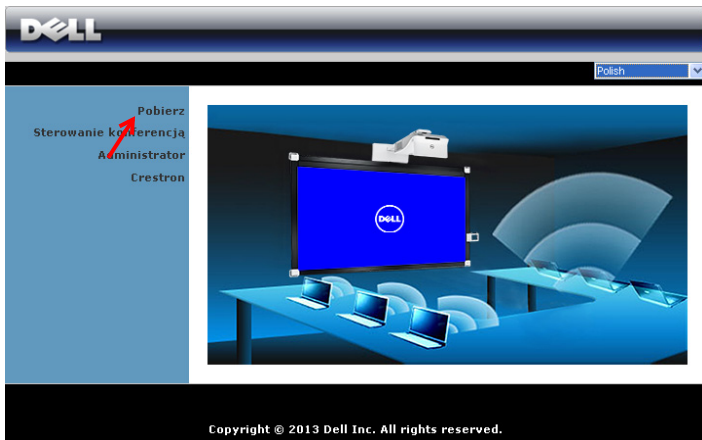 DELL
Polish
Pobierz
Sterowanie konferencją
Administrator
Crestron
DELL
Copyright © 2013 Dell Inc. All rights reserved.